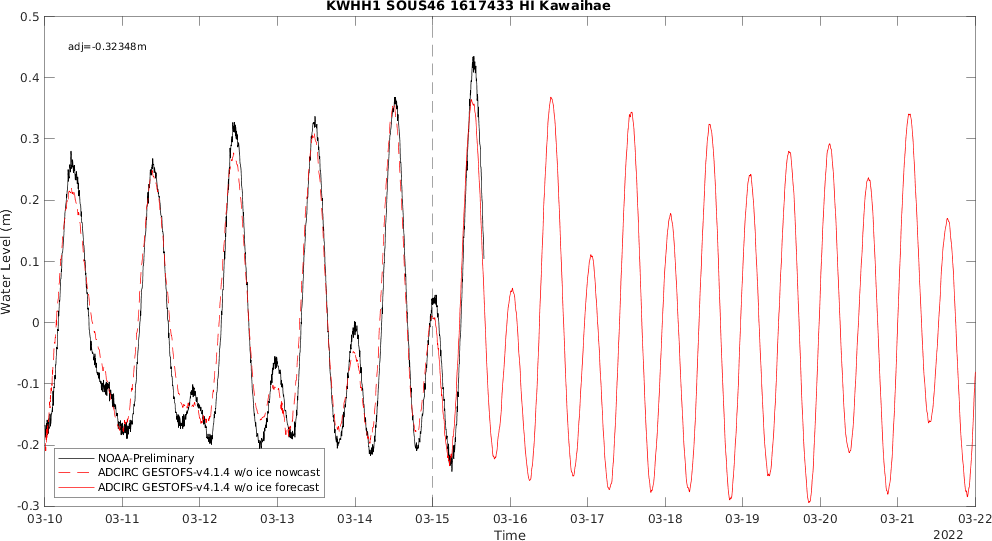 KWHH1 SOUS46 1617433 HI Kawaihae
adj=-0.32348m
Water Level (m)
0.5
0.4
0.3
0.2
0.1
0
-0.1
-0.2
-0.3
NOAA-Preliminary
ADCIRC GESTOFS-v4.1.4 w/o ice nowcast
ADCIRC GESTOFS-v4.1.4 w/o ice forecast
03-10 03-11 03-12 03-13 03-14 03-15 03-16 03-17 03-18 03-19 03-20 03-21 03-22
Time
2022